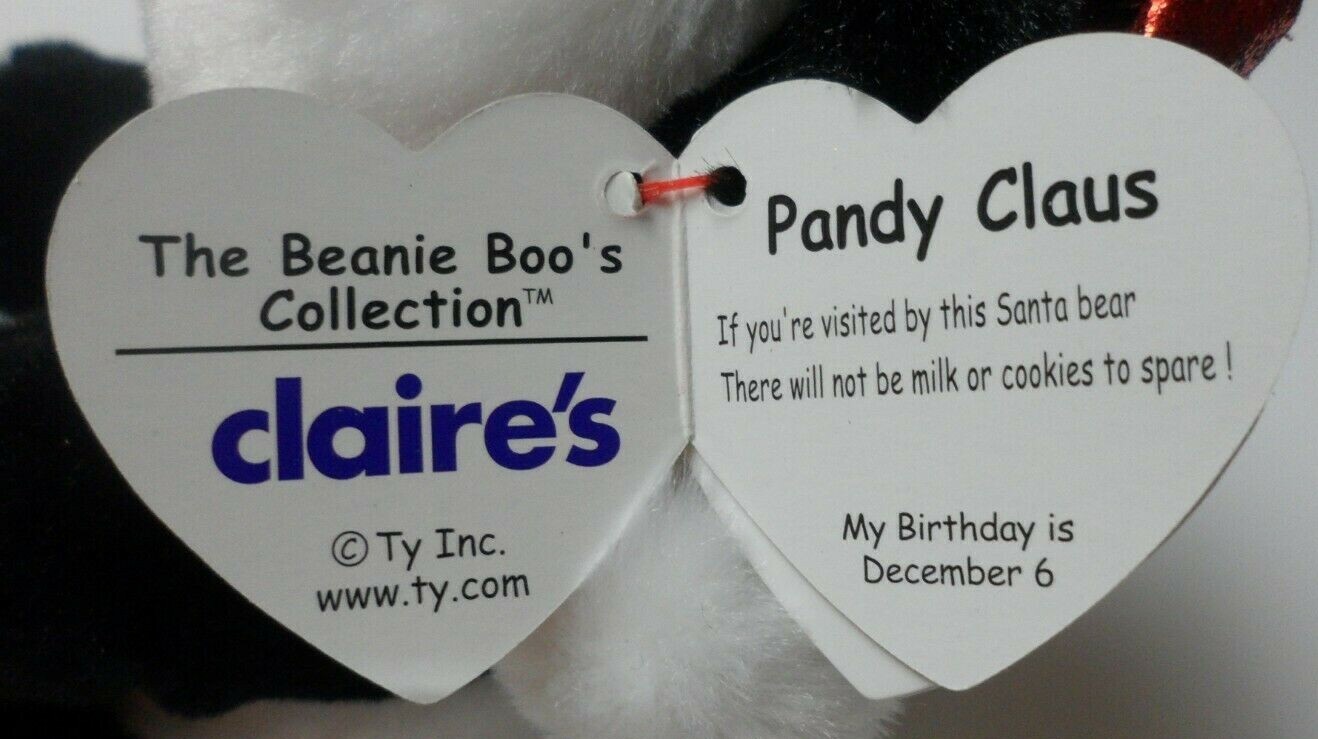 The Beanie Boo's
Collection™
claire's
© Ty Inc.
www.ty.com
Pandy Claus
If you're visited by this Santa bear
There will not be milk or cookies to spare !
My Birthday is
December 6